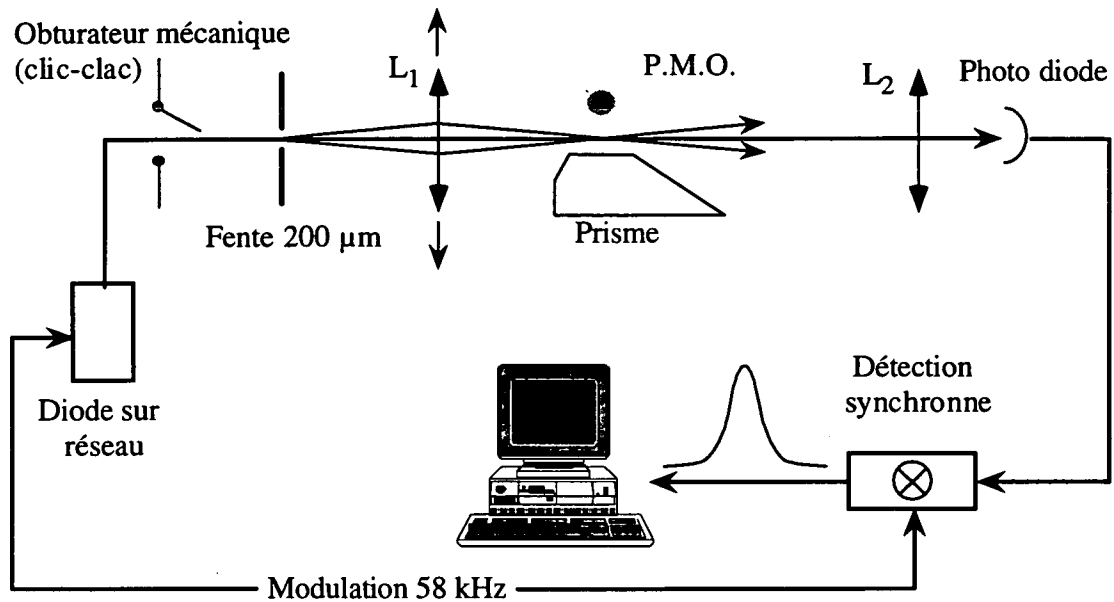 Obturateur mécanique
(clic-clac)
L1
P.M.O.
L2
Photo diode
Fente 200 µm
Prisme
Diode sur
réseau
Détection
synchronne
Modulation 58 kHz